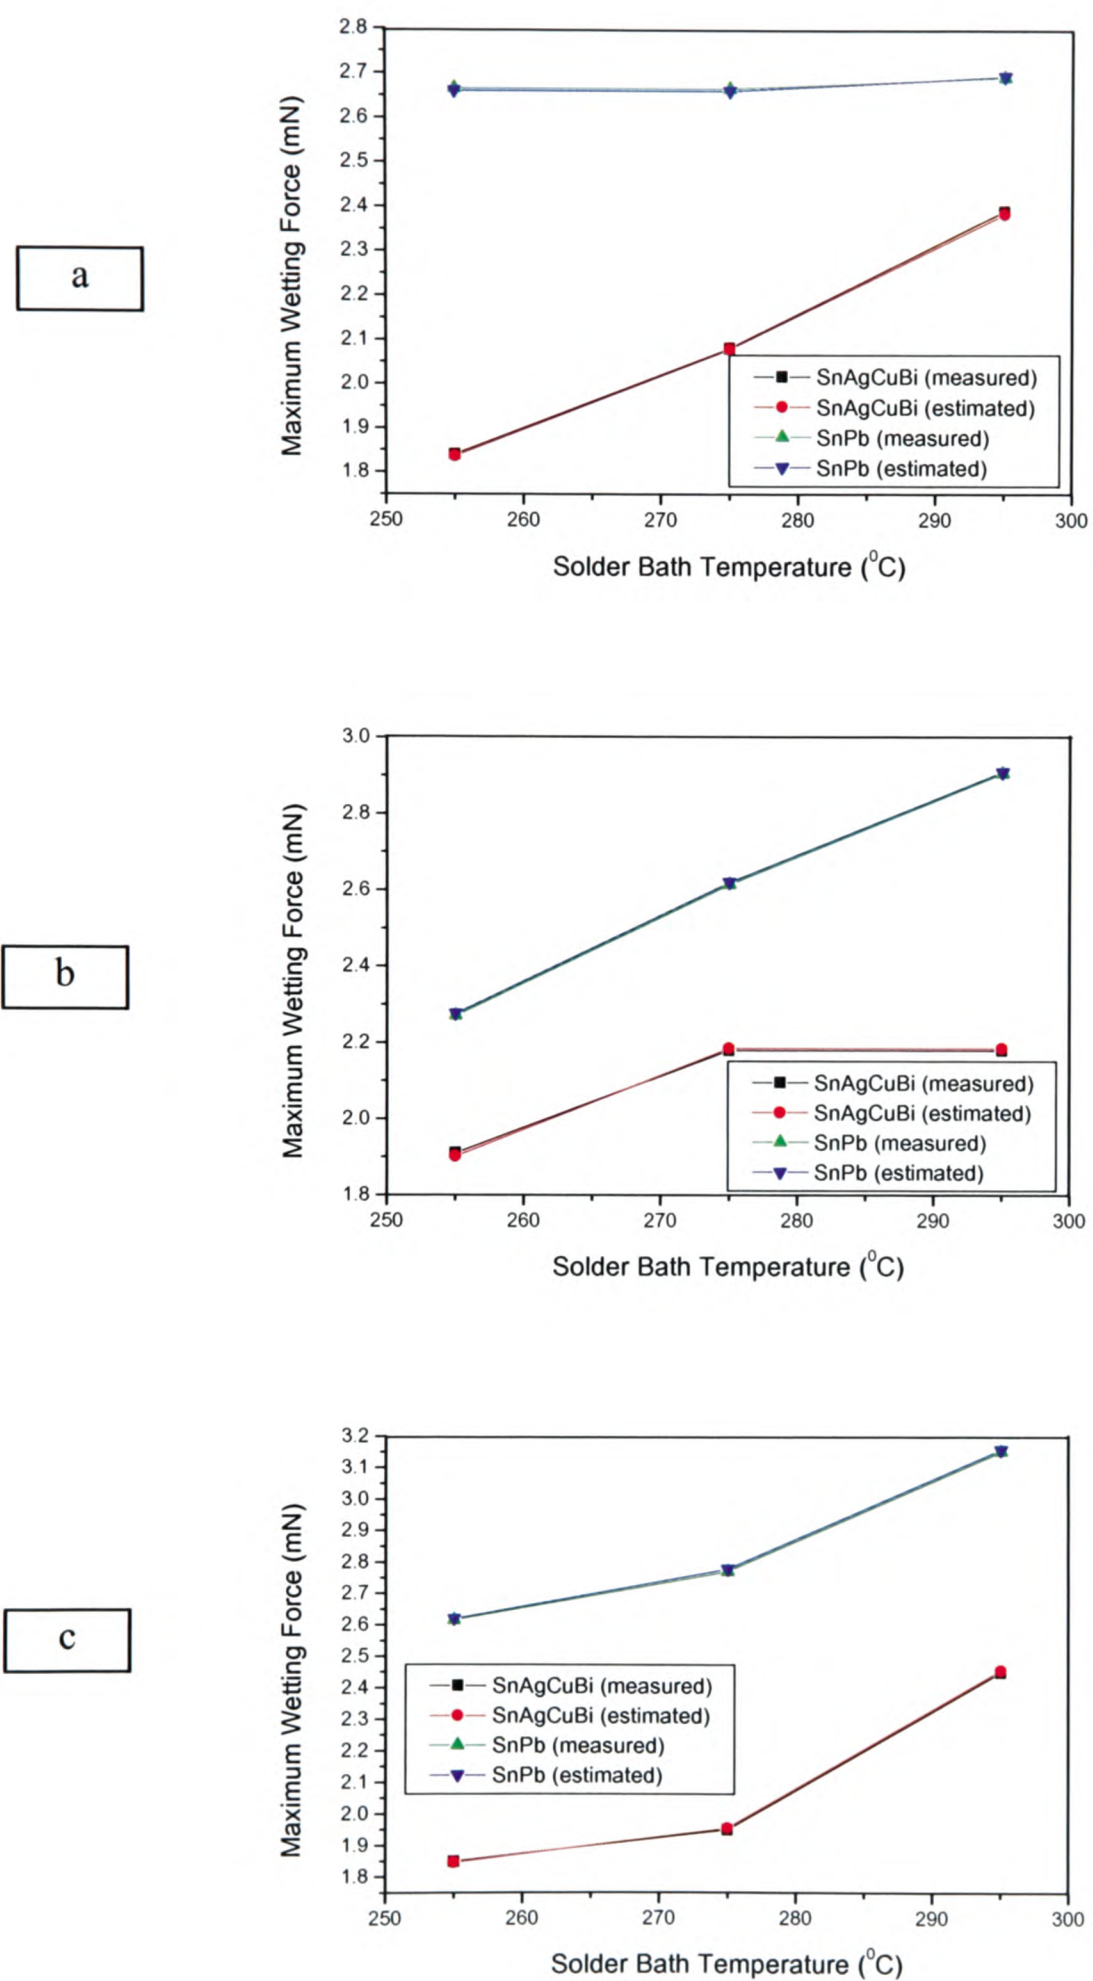 a
Maximum Wetting Force (mN)
2.8
2.7
2.6
2.5
2.4
2.3
2.2
2.1
2.0
1.9
1.8
SnAgCuBi (measured)
SnAgCuBi (estimated)
SnPb (measured)
SnPb (estimated)
250 260 270 280 290 300
Solder Bath Temperature (⁰C)
b
Maximum Wetting Force (mN)
3.0
2.8
2.6
2.4
2.2
2.0
1.8
SnAgCuBi (measured)
SnAgCuBi (estimated)
SnPb (measured)
SnPb (estimated)
250 260 270 280 290 300
Solder Bath Temperature (⁰C)
c
Maximum Wetting Force (mN)
3.2
3.1
3.0
2.9
2.8
2.7
2.6
2.5
2.4
2.3
2.2
2.1
2.0
1.9
1.8
SnAgCuBi (measured)
SnAgCuBi (estimated)
SnPb (measured)
SnPb (estimated)
250 260 270 280 290 300
Solder Bath Temperature (⁰C)